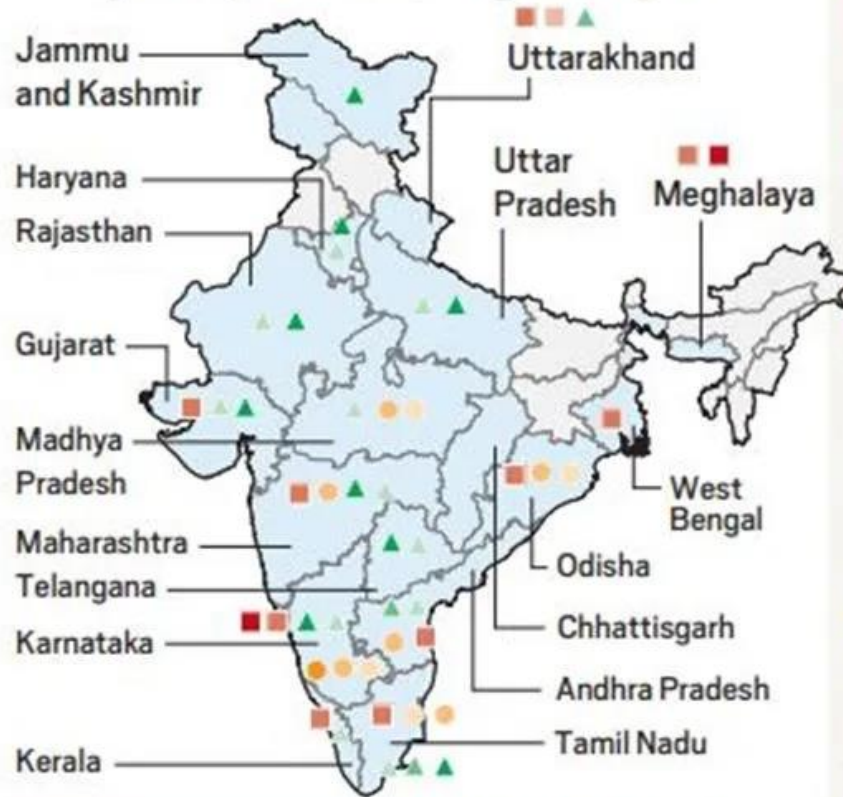 Jammu
and Kashmir
Uttarakhand
Haryana
Uttar
Pradesh
Meghalaya
Rajasthan
Gujarat
Madhya
Pradesh
West
Bengal
Maharashtra
Odisha
Telangana
Chhattisgarh
Karnataka
Andhra Pradesh
Tamil Nadu
Kerala